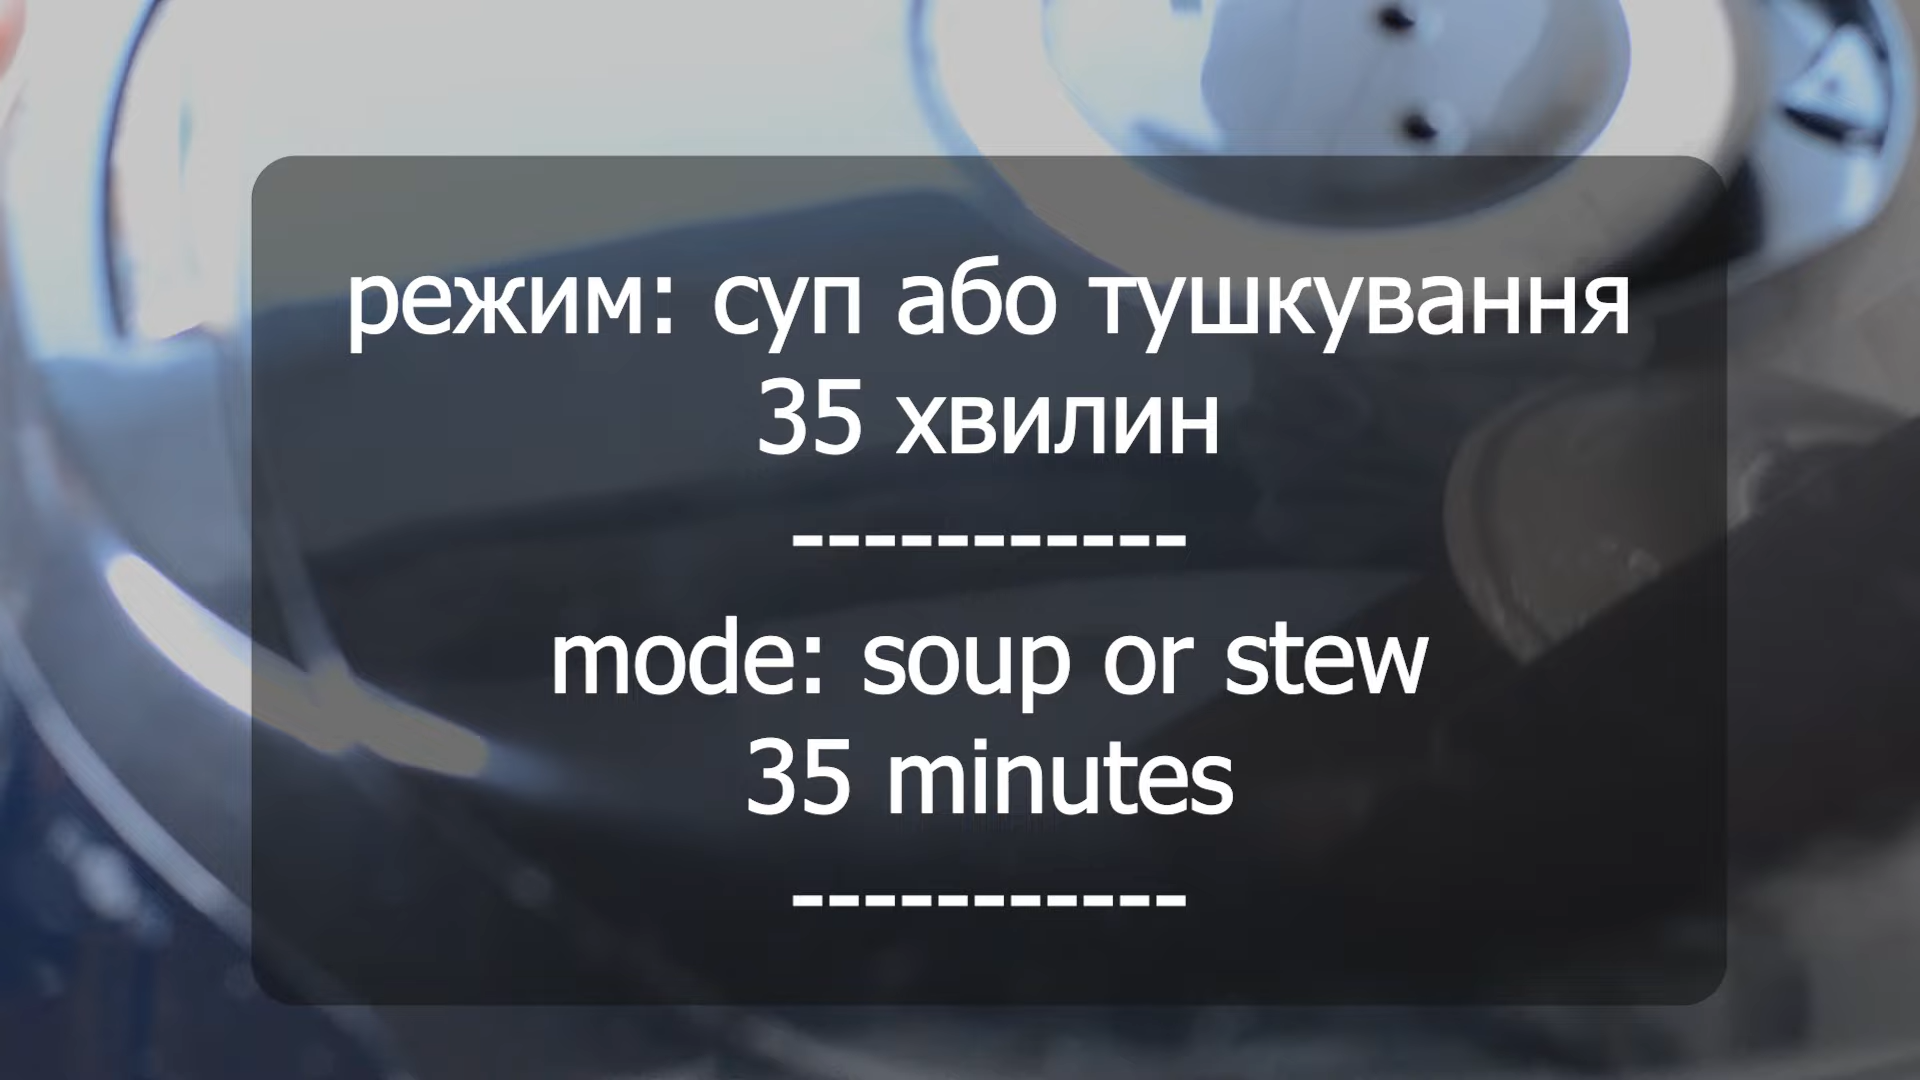 режим: суп або тушкування
35 хвилин
-----------
mode: soup or stew
35 minutes
-----------